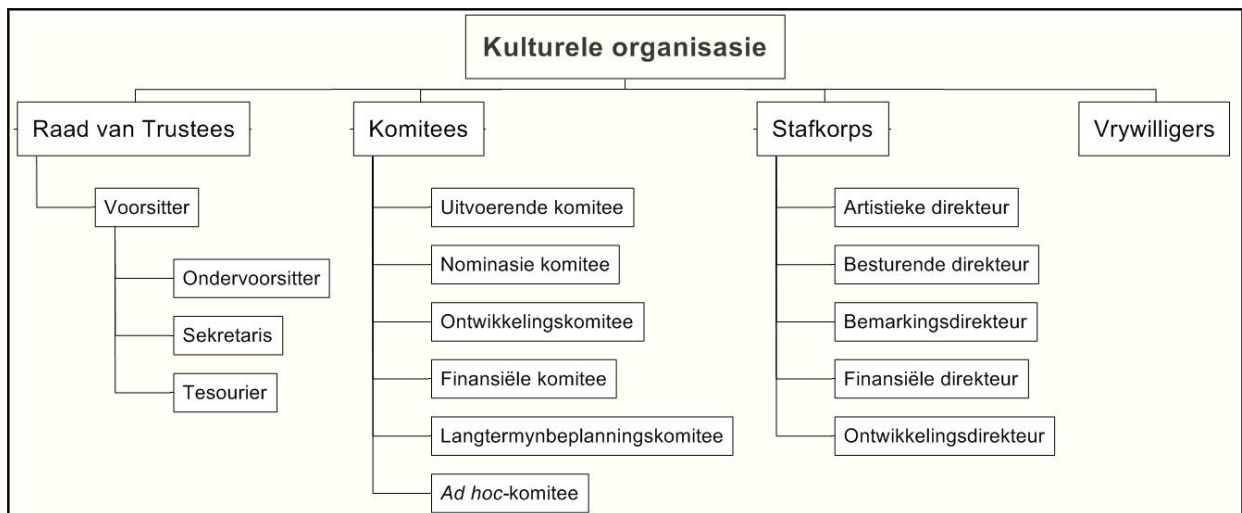 Kulturele organisasie
Raad van Trustees
Voorsitter
Ondervoorsitter
Sekretaris
Tesourier
Komitees
Uitvoerende komitee
Nominasie komitee
Ontwikkelingskomitee
Finansiële komitee
Langtermynbeplanningskomitee
Ad hoc-komitee
Stafkorps
Artistieke direkteur
Besturende direkteur
Bemarkingsdirekteur
Finansiële direkteur
Ontwikkelingsdirekteur
Vrywilligers